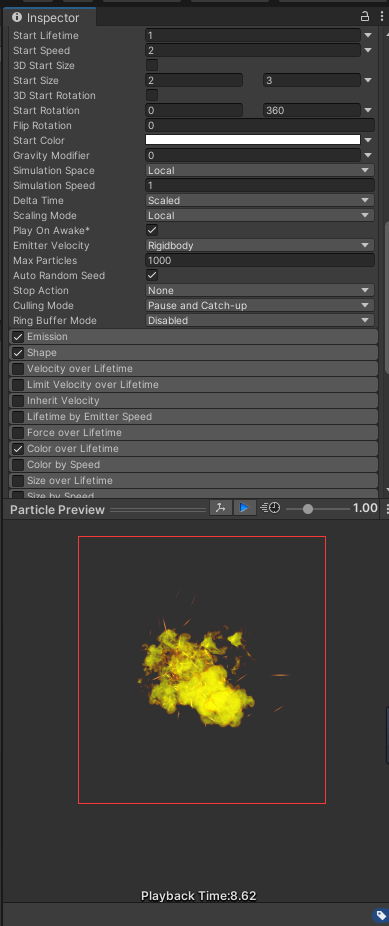 Inspector
Start Lifetime 1
Start Speed 2
3D Start Size
Start Size 2 3
3D Start Rotation
Start Rotation 0 360
Flip Rotation 0
Start Color
Gravity Modifier 0
Simulation Space Local
Simulation Speed 1
Delta Time Scaled
Scaling Mode Local
Play On Awake*
Emitter Velocity Rigidbody
Max Particles 1000
Auto Random Seed
Stop Action None
Culling Mode Pause and Catch-up
Ring Buffer Mode Disabled
Emission
Shape
Velocity over Lifetime
Limit Velocity over Lifetime
Inherit Velocity
Lifetime by Emitter Speed
Force over Lifetime
Color over Lifetime
Color by Speed
Size over Lifetime
Size by Speed
Particle Preview 1.00
Playback Time:8.62